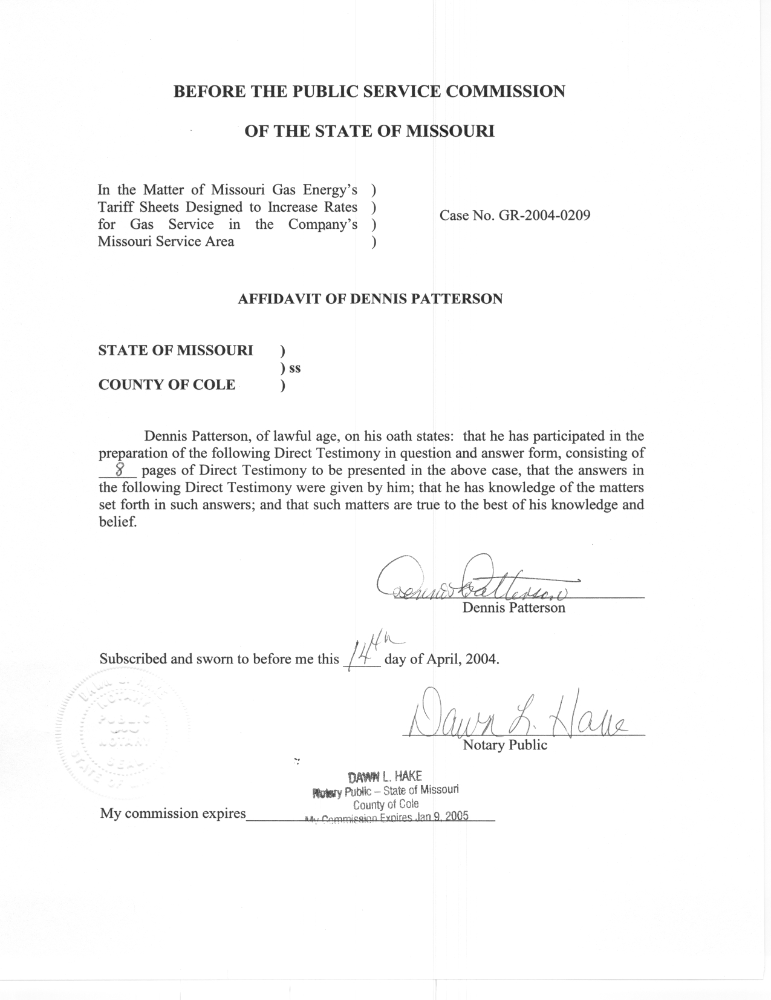 BEFORE THE PUBLIC SERVICE COMMISSION
OF THE STATE OF MISSOURI
In the Matter of Missouri Gas Energy's )
Tariff Sheets Designed to Increase Rates )
for Gas Service in the Company's )
Missouri Service Area )
Case No. GR-2004-0209
AFFIDAVIT OF DENNIS PATTERSON
STATE OF MISSOURI )
) ss
COUNTY OF COLE )
Dennis Patterson, of lawful age, on his oath states: that he has participated in the
preparation of the following Direct Testimony in question and answer form, consisting of
8 pages of Direct Testimony to be presented in the above case, that the answers in
the following Direct Testimony were given by him; that he has knowledge of the matters
set forth in such answers; and that such matters are true to the best of his knowledge and
belief.
Dennis Patterson
Dennis Patterson
Subscribed and sworn to before me this 14th day of April, 2004.
DAWN L. HAKE
NOTARY
PUBLIC
NOTARY
SEAL
STATE OF
Dawn L. Hake
Notary Public
DAWN L. HAKE
Notary Public – State of Missouri
County of Cole
My commission expires My Commission Expires Jan 9, 2005